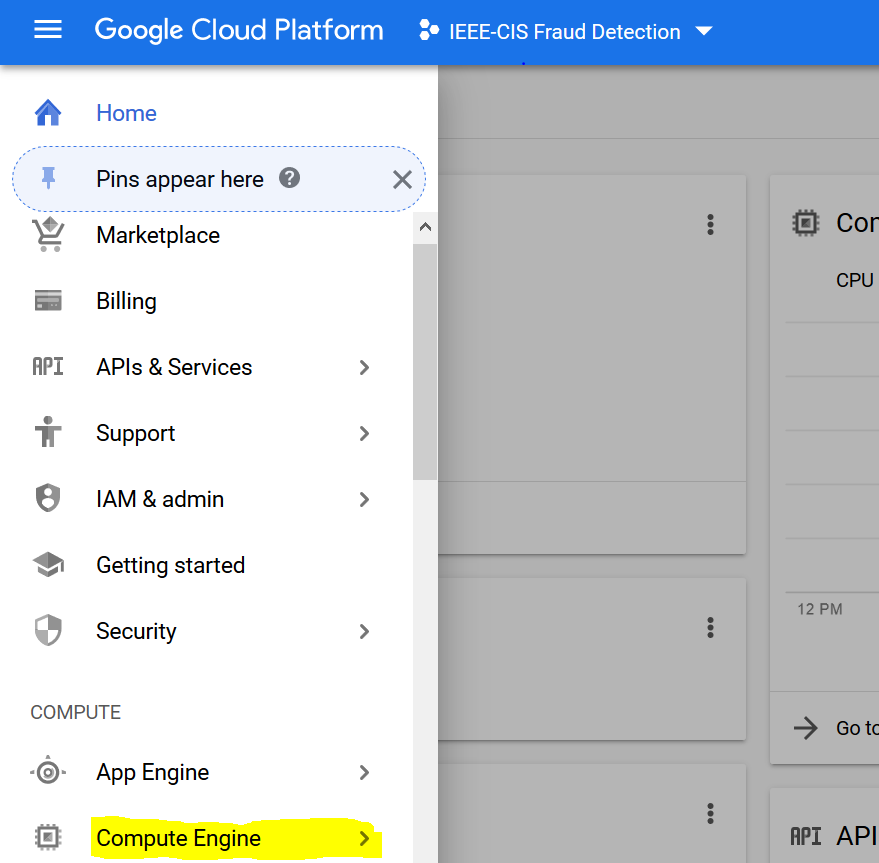 Google Cloud Platform
IEEE-CIS Fraud Detection
Home
Pins appear here
Marketplace
Billing
API APIs & Services
Support
IAM & admin
Getting started
Security
COMPUTE
App Engine
Compute Engine
CPU
12 PM
Go to
API API